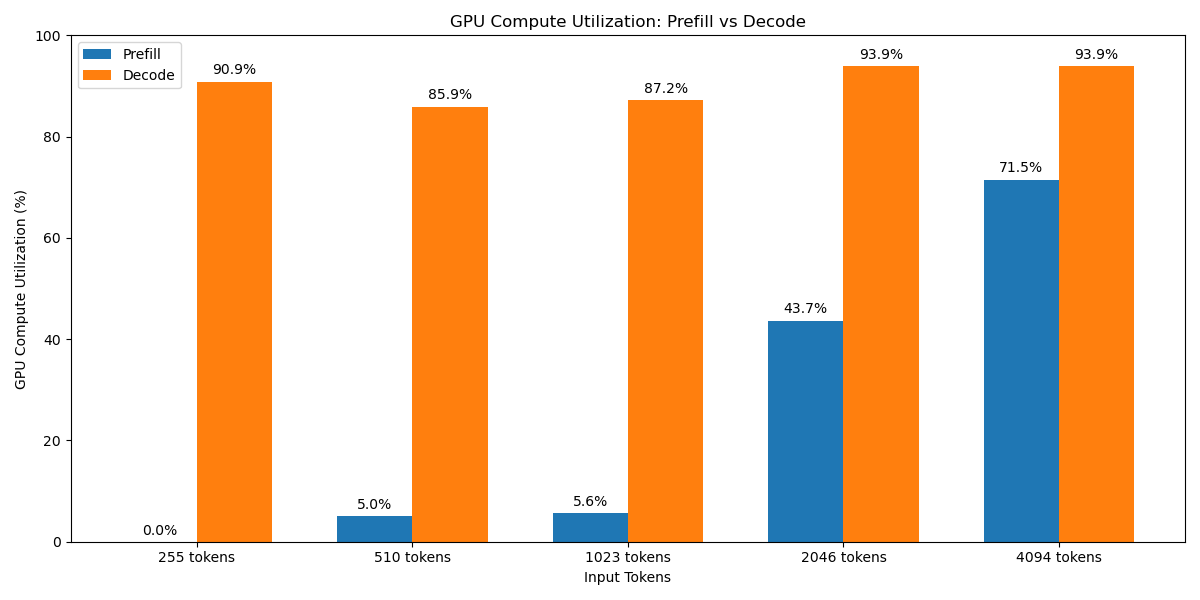 GPU Compute Utilization: Prefill vs Decode
Prefill
Decode
GPU Compute Utilization (%)
100
80
60
40
20
0
0.0%
90.9%
5.0%
85.9%
5.6%
87.2%
43.7%
93.9%
71.5%
93.9%
255 tokens
510 tokens
1023 tokens
2046 tokens
4094 tokens
Input Tokens